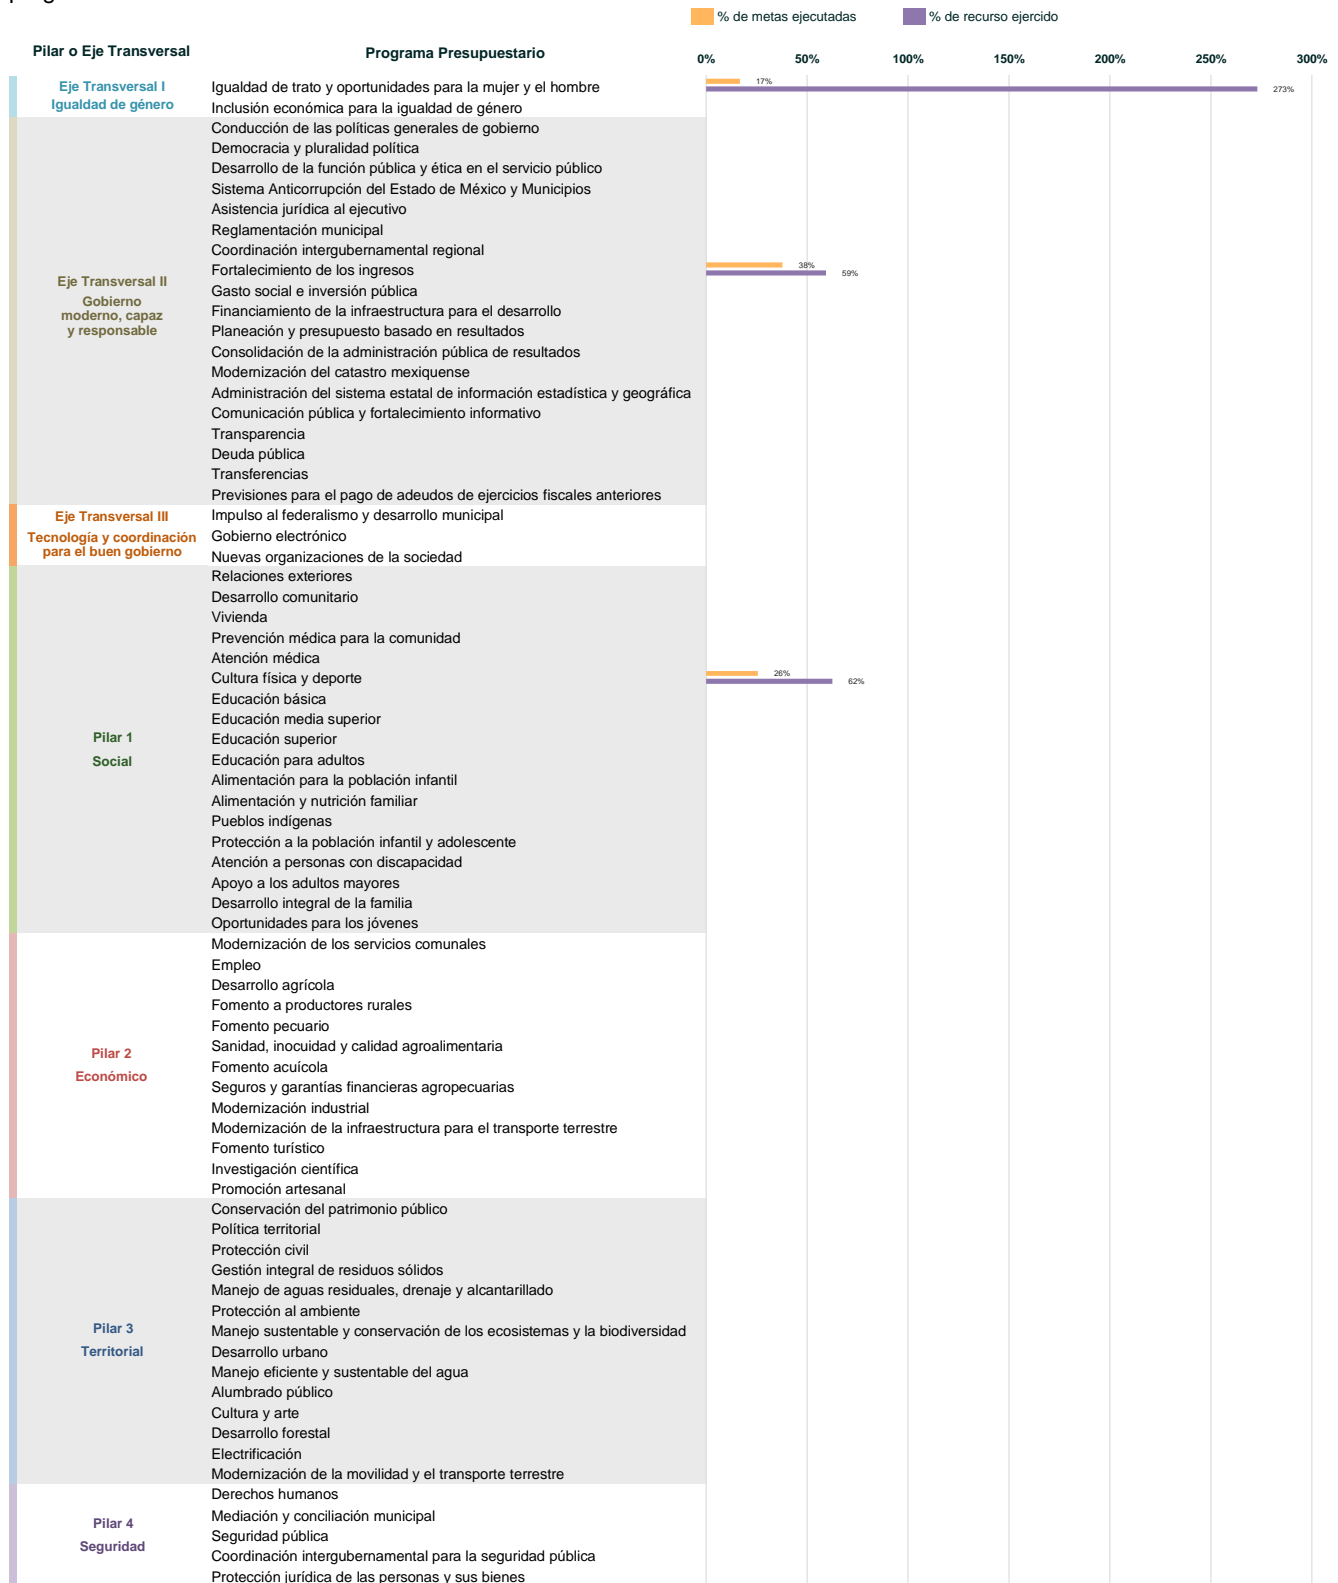 % de metas ejecutadas % de recurso ejercido
Pilar o Eje Transversal Programa Presupuestario 0% 50% 100% 150% 200% 250% 300%
Eje Transversal I
Igualdad de género
Igualdad de trato y oportunidades para la mujer y el hombre 17%
273%
Inclusión económica para la igualdad de género
Eje Transversal II
Gobierno
moderno, capaz
y responsable
Conducción de las políticas generales de gobierno
Democracia y pluralidad política
Desarrollo de la función pública y ética en el servicio público
Sistema Anticorrupción del Estado de México y Municipios
Asistencia jurídica al ejecutivo
Reglamentación municipal
Coordinación intergubernamental regional
Fortalecimiento de los ingresos 38%
59%
Gasto social e inversión pública
Financiamiento de la infraestructura para el desarrollo
Planeación y presupuesto basado en resultados
Consolidación de la administración pública de resultados
Modernización del catastro mexiquense
Administración del sistema estatal de información estadística y geográfica
Comunicación pública y fortalecimiento informativo
Transparencia
Deuda pública
Transferencias
Previsiones para el pago de adeudos de ejercicios fiscales anteriores
Eje Transversal III
Tecnología y coordinación
para el buen gobierno
Impulso al federalismo y desarrollo municipal
Gobierno electrónico
Nuevas organizaciones de la sociedad
Pilar 1
Social
Relaciones exteriores
Desarrollo comunitario
Vivienda
Prevención médica para la comunidad
Atención médica
Cultura física y deporte 26%
62%
Educación básica
Educación media superior
Educación superior
Educación para adultos
Alimentación para la población infantil
Alimentación y nutrición familiar
Pueblos indígenas
Protección a la población infantil y adolescente
Atención a personas con discapacidad
Apoyo a los adultos mayores
Desarrollo integral de la familia
Oportunidades para los jóvenes
Pilar 2
Económico
Modernización de los servicios comunales
Empleo
Desarrollo agrícola
Fomento a productores rurales
Fomento pecuario
Sanidad, inocuidad y calidad agroalimentaria
Fomento acuícola
Seguros y garantías financieras agropecuarias
Modernización industrial
Modernización de la infraestructura para el transporte terrestre
Fomento turístico
Investigación científica
Promoción artesanal
Pilar 3
Territorial
Conservación del patrimonio público
Política territorial
Protección civil
Gestión integral de residuos sólidos
Manejo de aguas residuales, drenaje y alcantarillado
Protección al ambiente
Manejo sustentable y conservación de los ecosistemas y la biodiversidad
Desarrollo urbano
Manejo eficiente y sustentable del agua
Alumbrado público
Cultura y arte
Desarrollo forestal
Electrificación
Modernización de la movilidad y el transporte terrestre
Pilar 4
Seguridad
Derechos humanos
Mediación y conciliación municipal
Seguridad pública
Coordinación intergubernamental para la seguridad pública
Protección jurídica de las personas y sus bienes